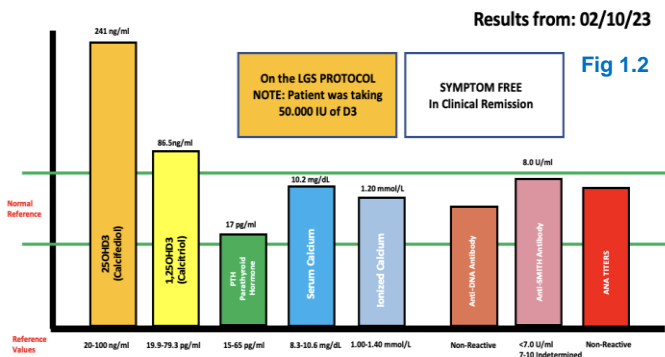 Results from: 02/10/23
Fig 1.2
On the LGS PROTOCOL
NOTE: Patient was taking
50.000 IU of D3
SYMPTOM FREE
In Clinical Remission
241 ng/ml
86.5ng/ml
17 pg/ml
10.2 mg/dL
1.20 mmol/L
8.0 U/ml
Normal
Reference
25OHD3
(Calcifediol)
1,25OHD3
(Calcitriol)
PTH
Parathyroid
Hormone
Serum Calcium
Ionized Calcium
Anti-DNA Antibody
Anti-SMITH Antibody
ANA TITERS
Reference
Values
20-100 ng/ml
19.9-79.3 pg/ml
15-65 pg/ml
8.3-10.6 mg/dL
1.00-1.40 mmol/L
Non-Reactive
<7.0 U/ml
7-10 Indetermined
Non-Reactive